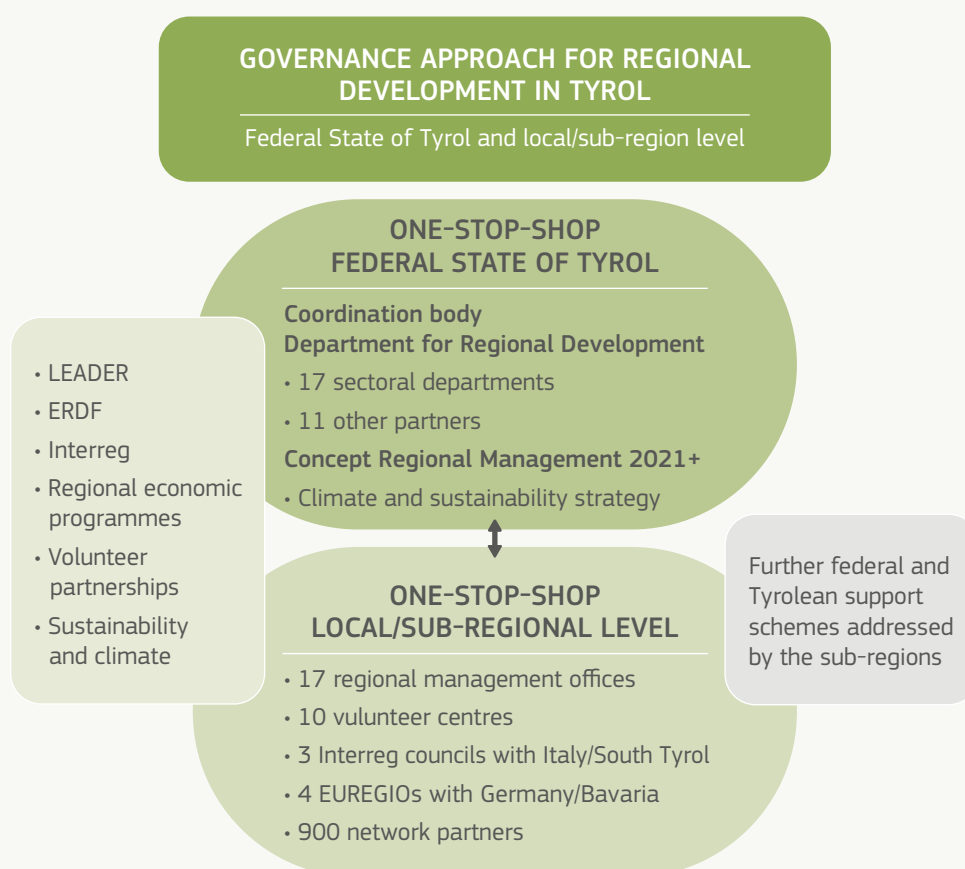 GOVERNANCE APPROACH FOR REGIONAL
DEVELOPMENT IN TYROL
Federal State of Tyrol and local/sub-region level
ONE-STOP-SHOP
FEDERAL STATE OF TYROL
Coordination body
Department for Regional Development
• 17 sectoral departments
• 11 other partners
Concept Regional Management 2021+
• Climate and sustainability strategy
• LEADER
• ERDF
• Interreg
• Regional economic
programmes
• Volunteer
partnerships
• Sustainability
and climate
Further federal and
Tyrolean support
schemes addressed
by the sub-regions
ONE-STOP-SHOP
LOCAL/SUB-REGIONAL LEVEL
• 17 regional management offices
• 10 vulunteer centres
• 3 Interreg councils with Italy/South Tyrol
• 4 EUREGIOs with Germany/Bavaria
• 900 network partners